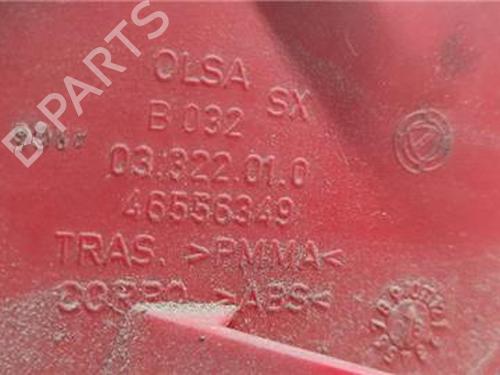 B-PARTS
OLSA SX
B 032
03.322.01.0
46556349
TRAS. >PMMA<
CORPO >ABS<